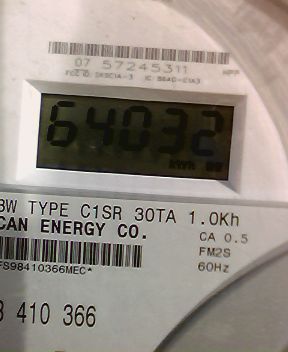 07 57245311
64032
kWh
3W TYPE C1SR 30TA 1.0Kh
CAN ENERGY CO.
CA 0.5
FM2S
60Hz
FS98410366MEC*
8 410 366